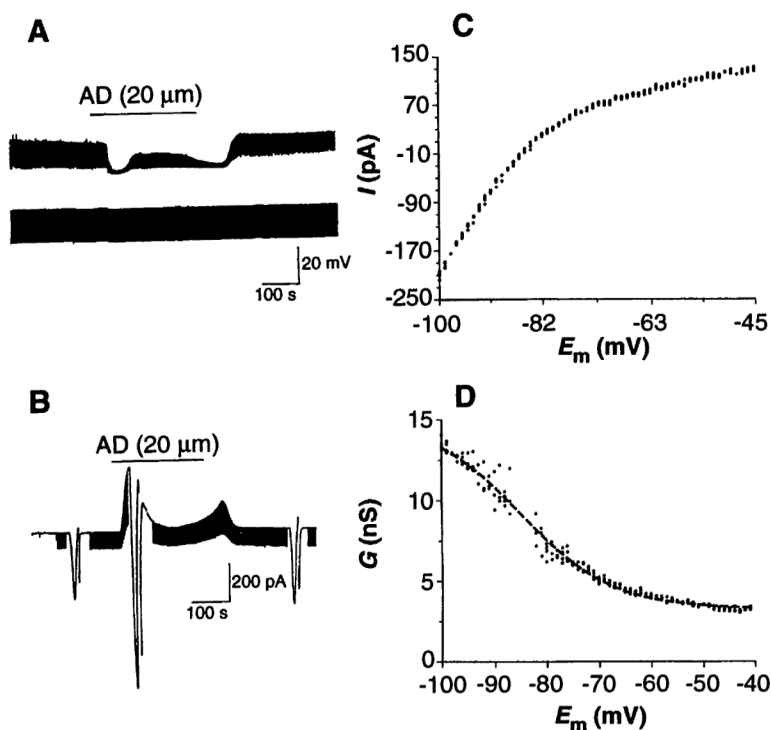 A
AD (20 µm)
20 mV
100 s
B
AD (20 µm)
200 pA
100 s
C
150
70
-10
-90
-170
-250
I (pA)
-100
-82
-63
-45
Em (mV)
D
15
10
5
0
G (nS)
-100
-90
-80
-70
-60
-50
-40
Em (mV)